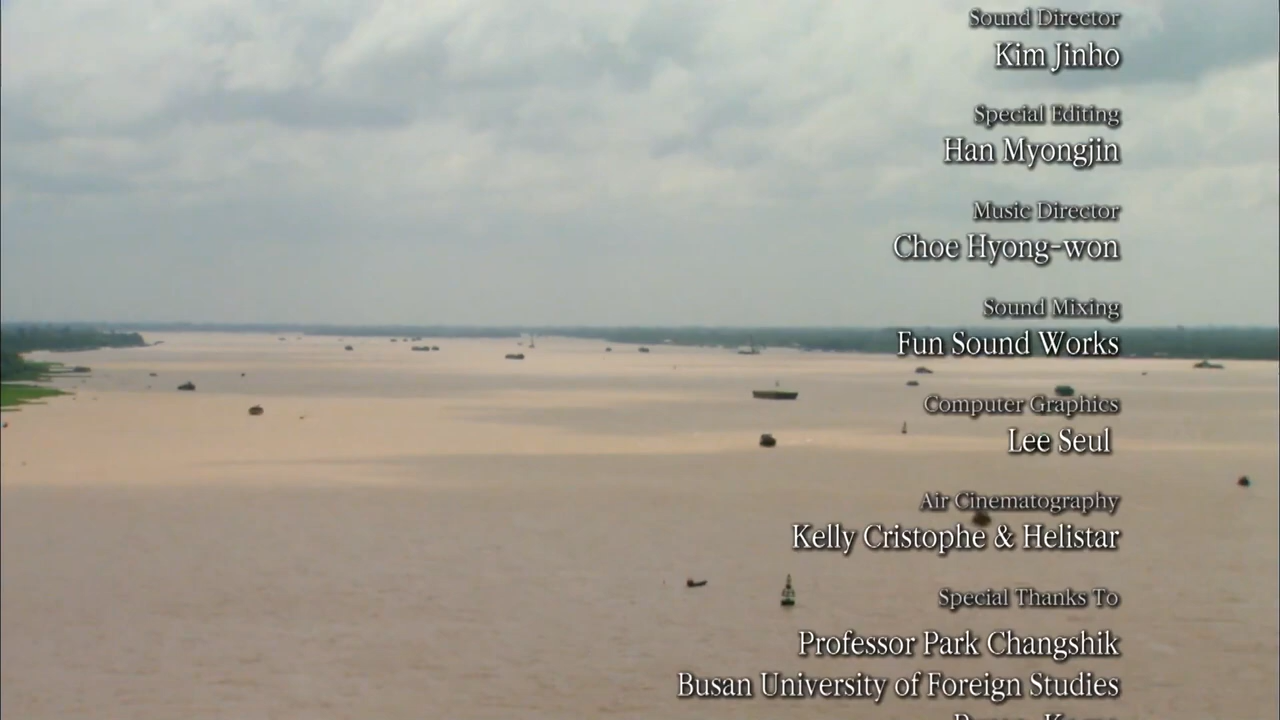 Sound Director
Kim Jinho
Special Editing
Han Myongjin
Music Director
Choe Hyong-won
Sound Mixing
Fun Sound Works
Computer Graphics
Lee Seul
Air Cinematography
Kelly Cristophe & Helistar
Special Thanks To
Professor Park Changshik
Busan University of Foreign Studies